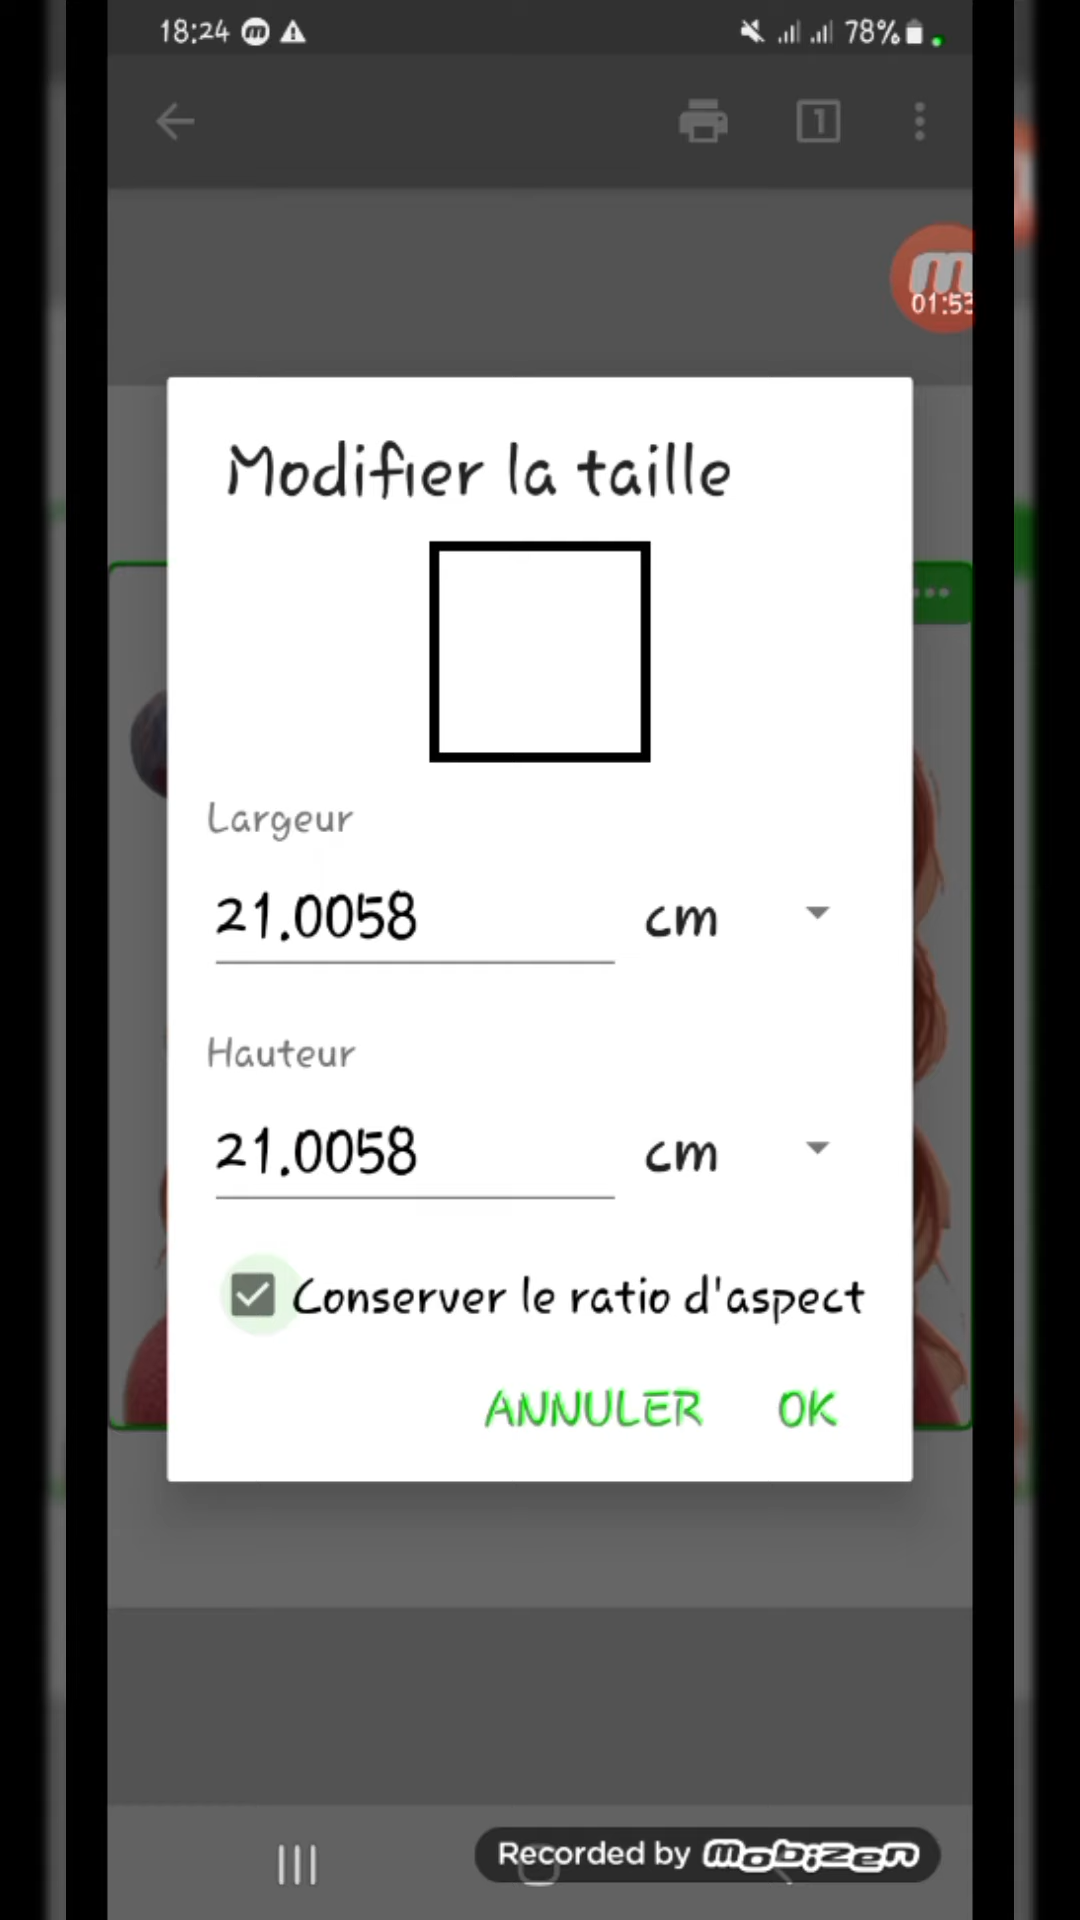 18:24 78%
1
m
01:53
Modifier la taille
Largeur
21.0058 cm
Hauteur
21.0058 cm
Conserver le ratio d'aspect
ANNULER OK
Recorded by mobizen